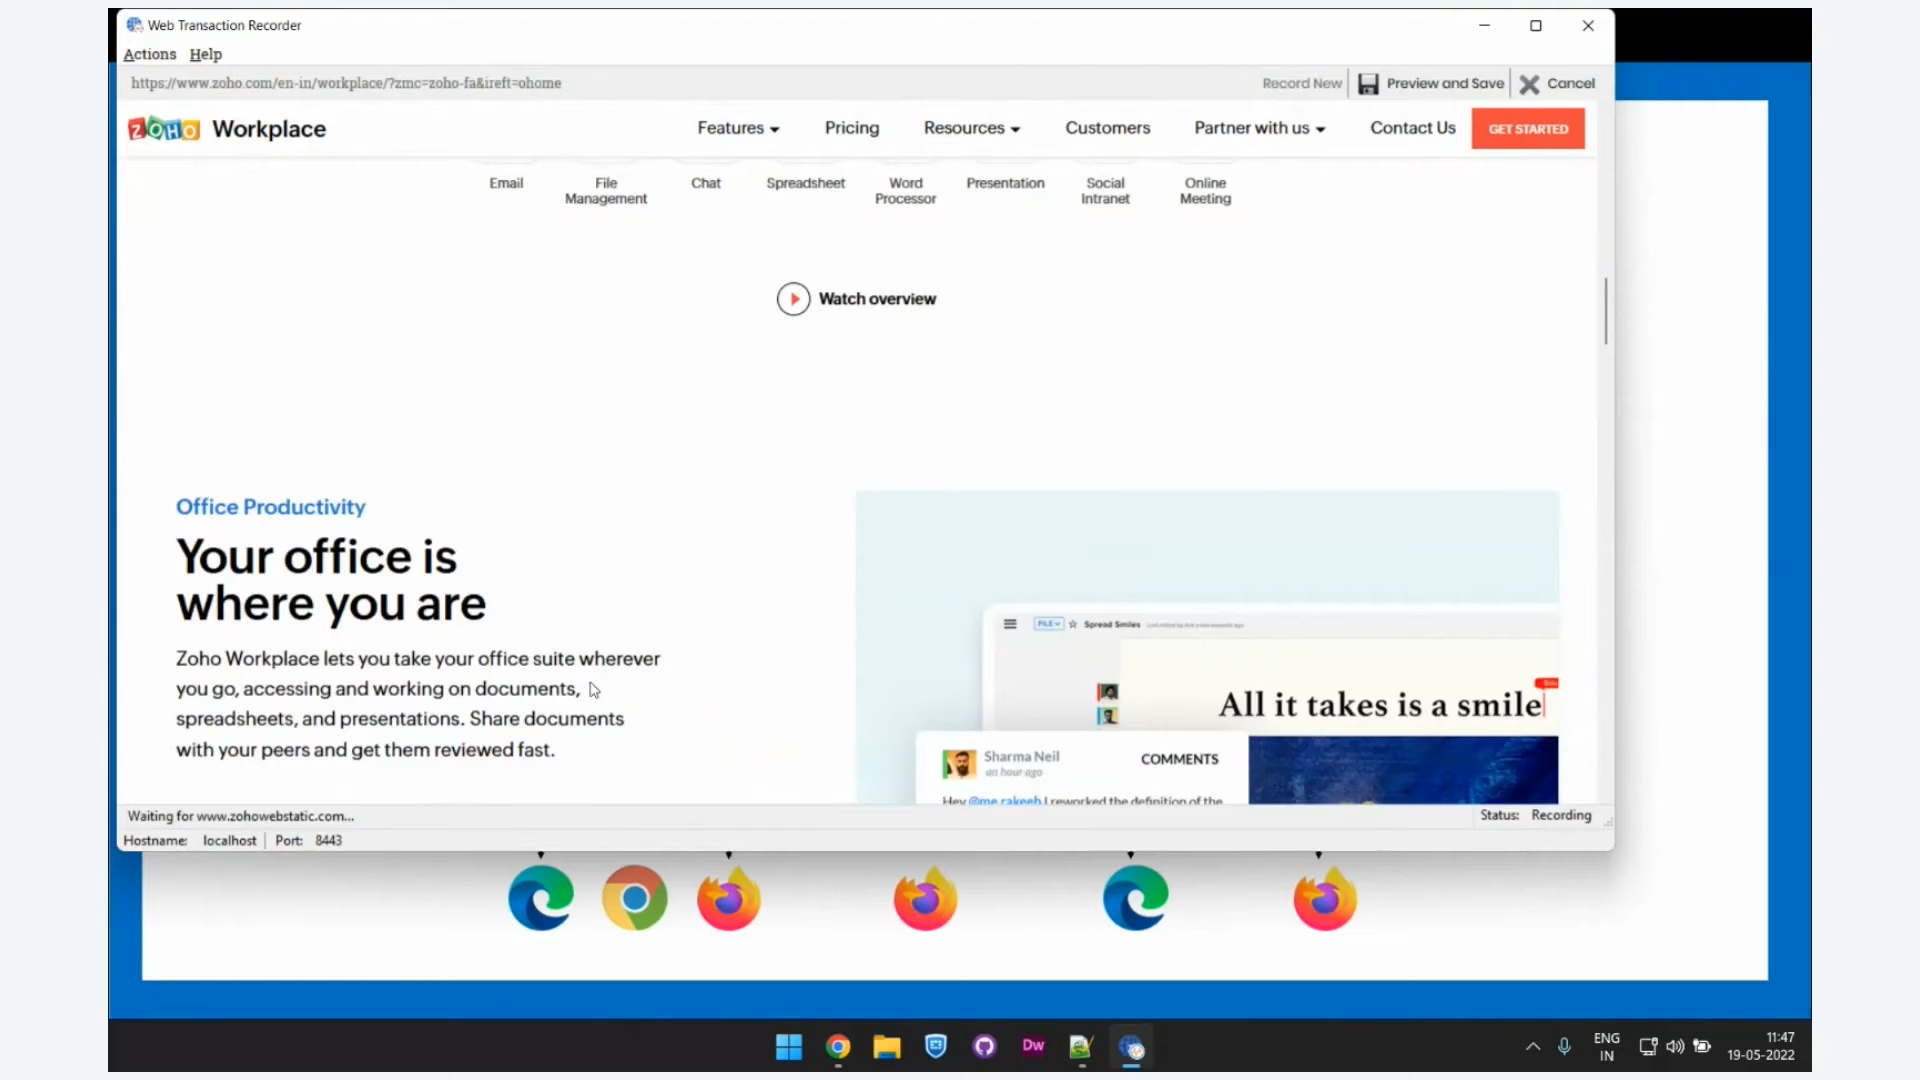 Web Transaction Recorder
Actions Help
https://www.zoho.com/en-in/workplace/?zmc=zoho-fa&ireft=ohome
Record New
Preview and Save
Cancel
ZOHO Workplace
Features
Pricing
Resources
Customers
Partner with us
Contact Us
GET STARTED
Email
File
Management
Chat
Spreadsheet
Word
Processor
Presentation
Social
Intranet
Online
Meeting
Watch overview
Office Productivity
Your office is
where you are
Zoho Workplace lets you take your office suite wherever
you go, accessing and working on documents,
spreadsheets, and presentations. Share documents
with your peers and get them reviewed fast.
FILE
Spread Smiles
All it takes is a smile
Sharma Neil
an hour ago
COMMENTS
Hey @me.rakeeb I reworked the definition of the
Waiting for www.zohowebstatic.com...
Status: Recording
Hostname: localhost
Port: 8443
Dw
ENG
IN
11:47
19-05-2022